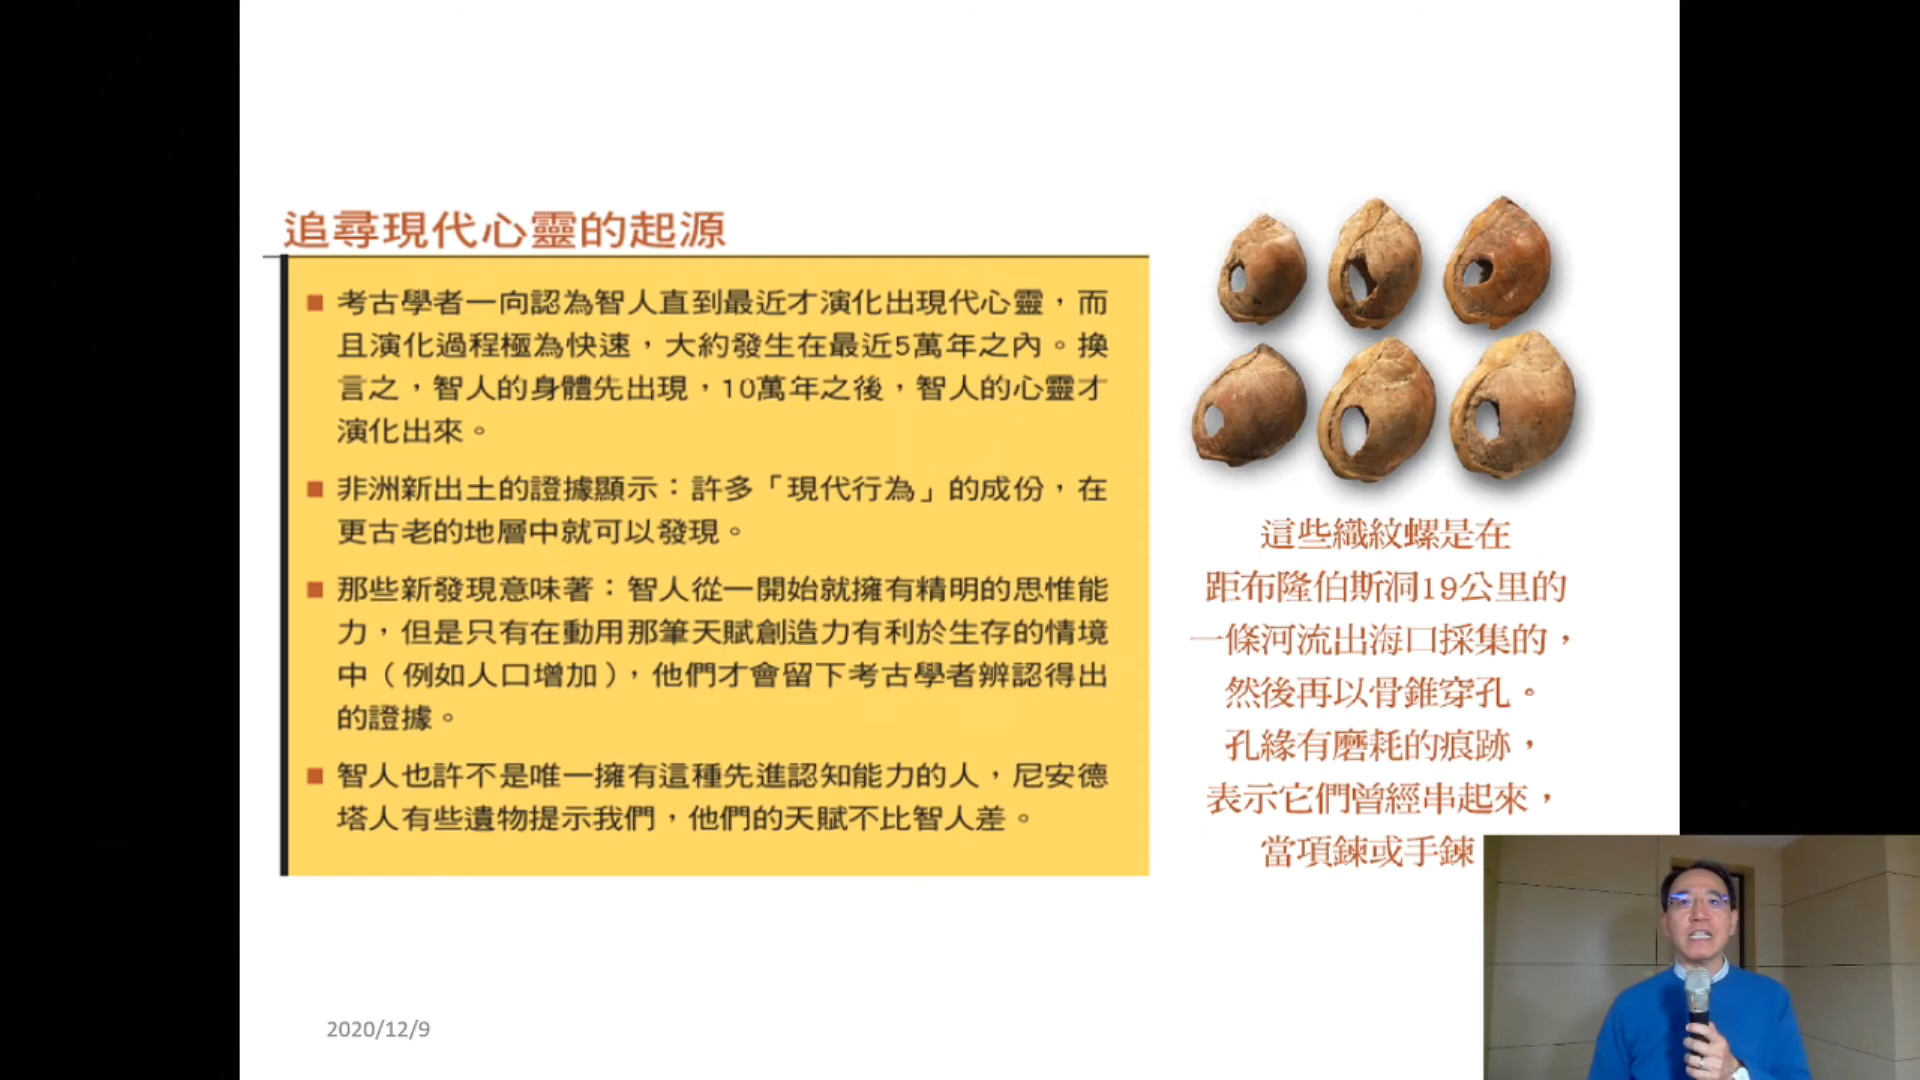 追尋現代心靈的起源
考古學者一向認為智人直到最近才演化出現代心靈，而
且演化過程極為快速，大約發生在最近5萬年之內。換
言之，智人的身體先出現，10萬年之後，智人的心靈才
演化出來。
非洲新出土的證據顯示：許多「現代行為」的成份，在
更古老的地層中就可以發現。
那些新發現意味著：智人從一開始就擁有精明的思惟能
力，但是只有在動用那筆天賦創造力有利於生存的情境
中（例如人口增加），他們才會留下考古學者辨認得出
的證據。
智人也許不是唯一擁有這種先進認知能力的人，尼安德
塔人有些遺物提示我們，他們的天賦不比智人差。
這些織紋螺是在
距布隆伯斯洞19公里的
一條河流出海口採集的，
然後再以骨錐穿孔。
孔緣有磨耗的痕跡，
表示它們曾經串起來，
當項鍊或手鍊
2020/12/9